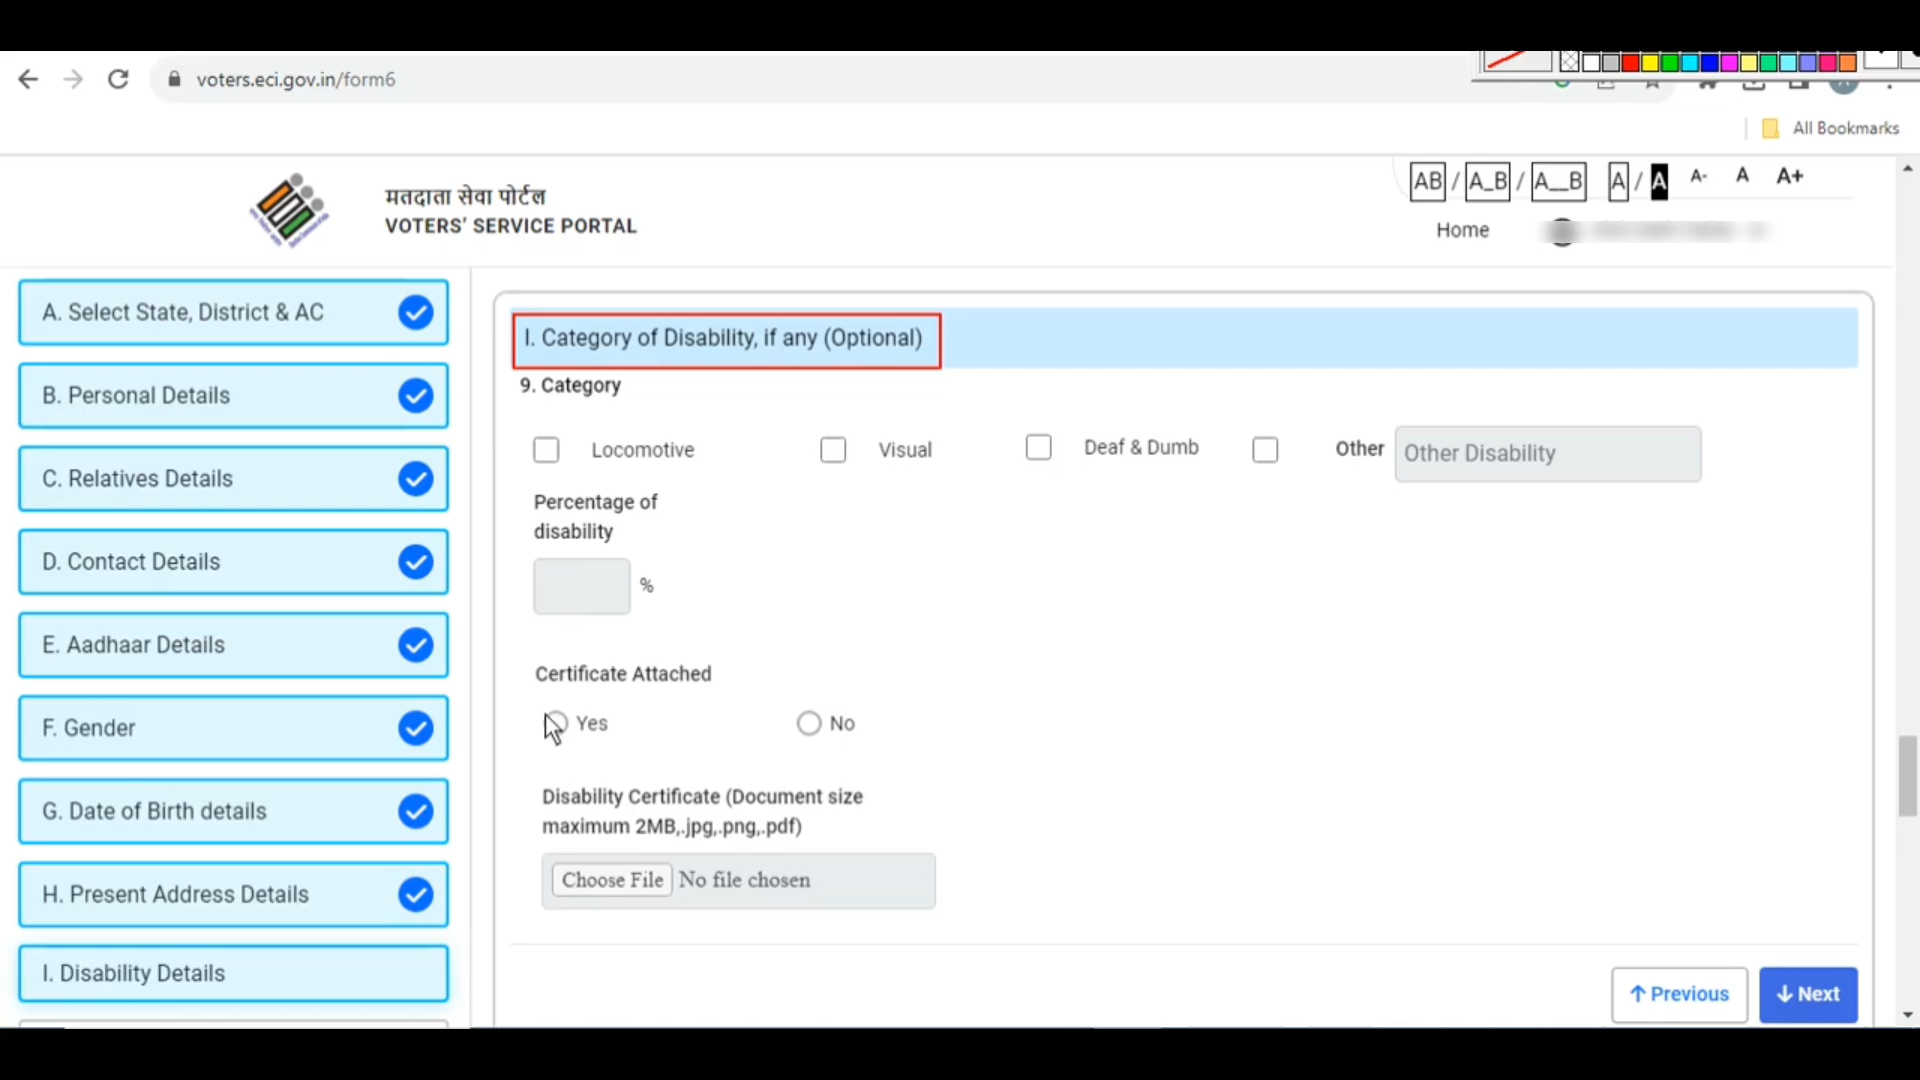 voters.eci.gov.in/form6
All Bookmarks
AB / A_B / A__B A / A A- A A+
मतदाता सेवा पोर्टल
VOTERS' SERVICE PORTAL
Home
A. Select State, District & AC
B. Personal Details
C. Relatives Details
D. Contact Details
E. Aadhaar Details
F. Gender
G. Date of Birth details
H. Present Address Details
I. Disability Details
I. Category of Disability, if any (Optional)
9. Category
Locomotive Visual Deaf & Dumb Other Other Disability
Percentage of
disability
%
Certificate Attached
Yes No
Disability Certificate (Document size
maximum 2MB,.jpg,.png,.pdf)
Choose File No file chosen
Previous Next